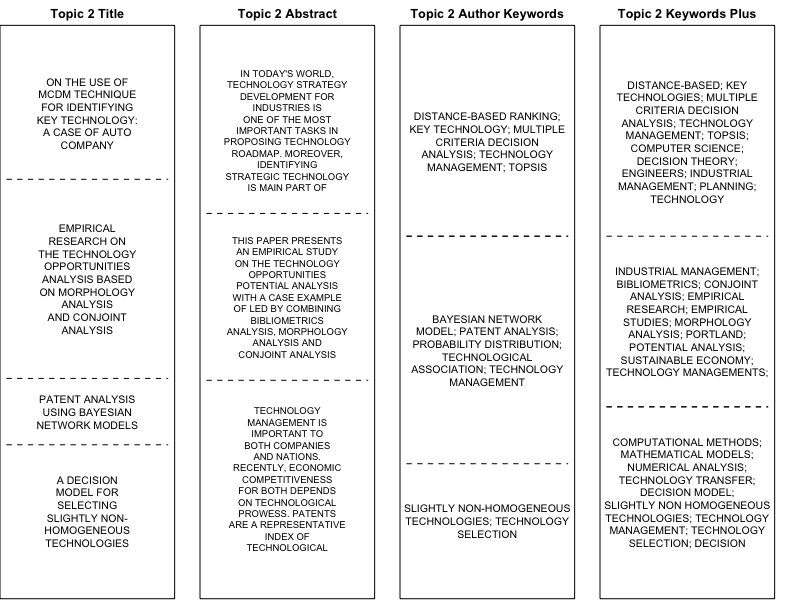 Topic 2 Title
ON THE USE OF
MCDM TECHNIQUE
FOR IDENTIFYING
KEY TECHNOLOGY:
A CASE OF AUTO
COMPANY
EMPIRICAL
RESEARCH ON
THE TECHNOLOGY
OPPORTUNITIES
ANALYSIS BASED
ON MORPHOLOGY
ANALYSIS
AND CONJOINT
ANALYSIS
PATENT ANALYSIS
USING BAYESIAN
NETWORK MODELS
A DECISION
MODEL FOR
SELECTING
SLIGHTLY NON-
HOMOGENEOUS
TECHNOLOGIES
Topic 2 Abstract
IN TODAY'S WORLD,
TECHNOLOGY STRATEGY
DEVELOPMENT FOR
INDUSTRIES IS
ONE OF THE MOST
IMPORTANT TASKS IN
PROPOSING TECHNOLOGY
ROADMAP. MOREOVER,
IDENTIFYING
STRATEGIC TECHNOLOGY
IS MAIN PART OF
THIS PAPER PRESENTS
AN EMPIRICAL STUDY
ON THE TECHNOLOGY
OPPORTUNITIES
POTENTIAL ANALYSIS
WITH A CASE EXAMPLE
OF LED BY COMBINING
BIBLIOMETRICS
ANALYSIS, MORPHOLOGY
ANALYSIS AND
CONJOINT ANALYSIS
TECHNOLOGY
MANAGEMENT IS
IMPORTANT TO
BOTH COMPANIES
AND NATIONS.
RECENTLY, ECONOMIC
COMPETITIVENESS
FOR BOTH DEPENDS
ON TECHNOLOGICAL
PROWESS. PATENTS
ARE A REPRESENTATIVE
INDEX OF
TECHNOLOGICAL
Topic 2 Author Keywords
DISTANCE-BASED RANKING;
KEY TECHNOLOGY; MULTIPLE
CRITERIA DECISION
ANALYSIS; TECHNOLOGY
MANAGEMENT; TOPSIS
BAYESIAN NETWORK
MODEL; PATENT ANALYSIS;
PROBABILITY DISTRIBUTION;
TECHNOLOGICAL
ASSOCIATION; TECHNOLOGY
MANAGEMENT
SLIGHTLY NON-HOMOGENEOUS
TECHNOLOGIES; TECHNOLOGY
SELECTION
Topic 2 Keywords Plus
DISTANCE-BASED; KEY
TECHNOLOGIES; MULTIPLE
CRITERIA DECISION
ANALYSIS; TECHNOLOGY
MANAGEMENT; TOPSIS;
COMPUTER SCIENCE;
DECISION THEORY;
ENGINEERS; INDUSTRIAL
MANAGEMENT; PLANNING;
TECHNOLOGY
INDUSTRIAL MANAGEMENT;
BIBLIOMETRICS; CONJOINT
ANALYSIS; EMPIRICAL
RESEARCH; EMPIRICAL
STUDIES; MORPHOLOGY
ANALYSIS; PORTLAND;
POTENTIAL ANALYSIS;
SUSTAINABLE ECONOMY;
TECHNOLOGY MANAGEMENTS;
COMPUTATIONAL METHODS;
MATHEMATICAL MODELS;
NUMERICAL ANALYSIS;
TECHNOLOGY TRANSFER;
DECISION MODEL;
SLIGHTLY NON HOMOGENEOUS
TECHNOLOGIES; TECHNOLOGY
MANAGEMENT; TECHNOLOGY
SELECTION; DECISION